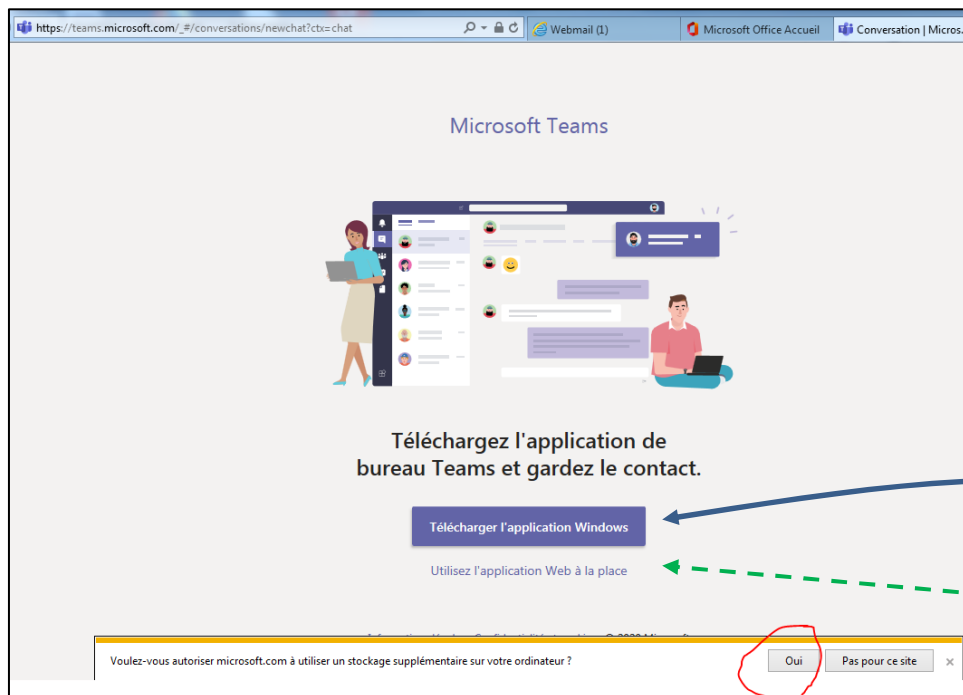 https://teams.microsoft.com/_#/conversations/newchat?ctx=chat
Webmail (1)
Microsoft Office Accueil
Conversation | Micros...
Microsoft Teams
Téléchargez l'application de
bureau Teams et gardez le contact.
Télécharger l'application Windows
Utilisez l'application Web à la place
Voulez-vous autoriser microsoft.com à utiliser un stockage supplémentaire sur votre ordinateur ?
Oui
Pas pour ce site